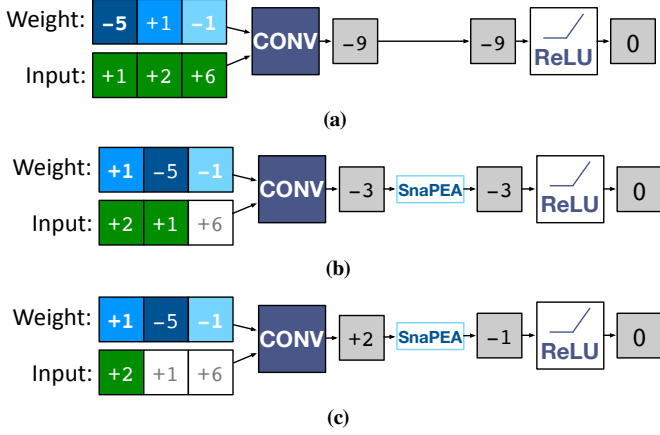 Weight: −5 +1 −1
CONV −9 −9 ReLU 0
Input: +1 +2 +6
(a)
Weight: +1 −5 −1
CONV −3 SnaPEA −3 ReLU 0
Input: +2 +1 +6
(b)
Weight: +1 −5 −1
CONV +2 SnaPEA −1 ReLU 0
Input: +2 +1 +6
(c)